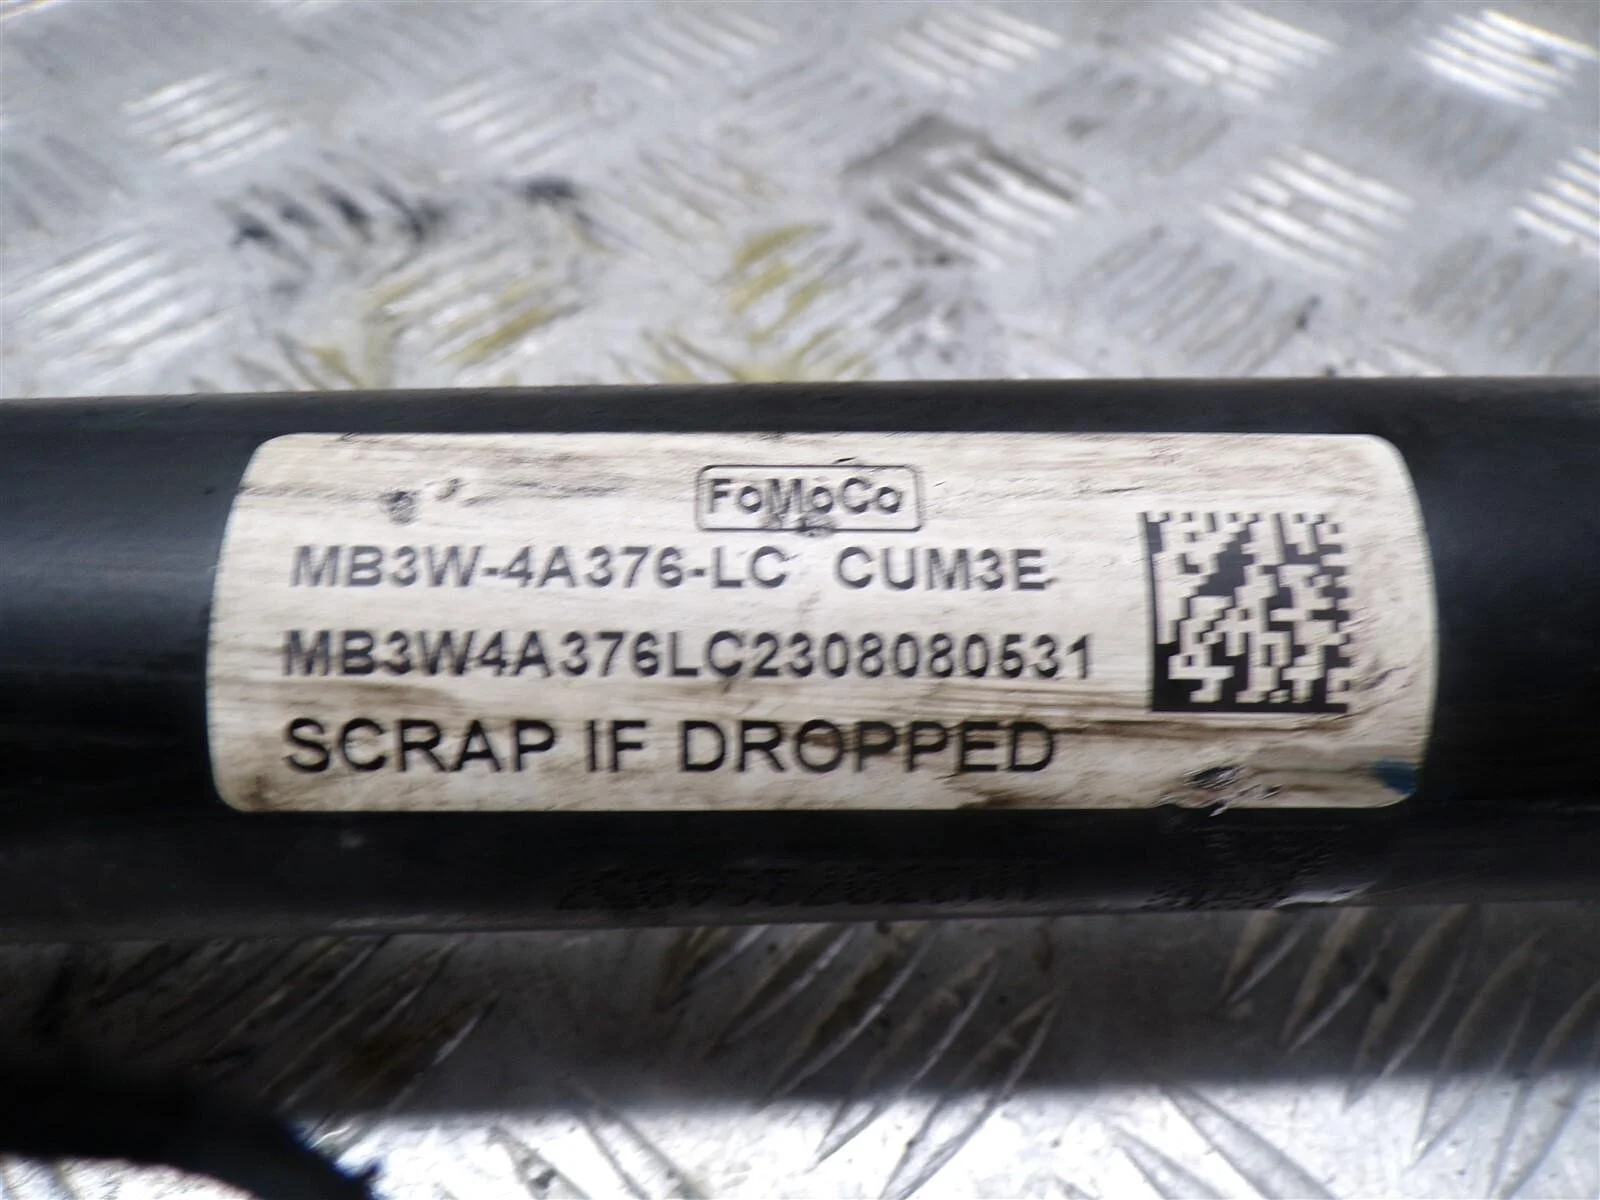 FoMoCo
MB3W-4A376-LC CUM3E
MB3W4A376LC2308080531
SCRAP IF DROPPED